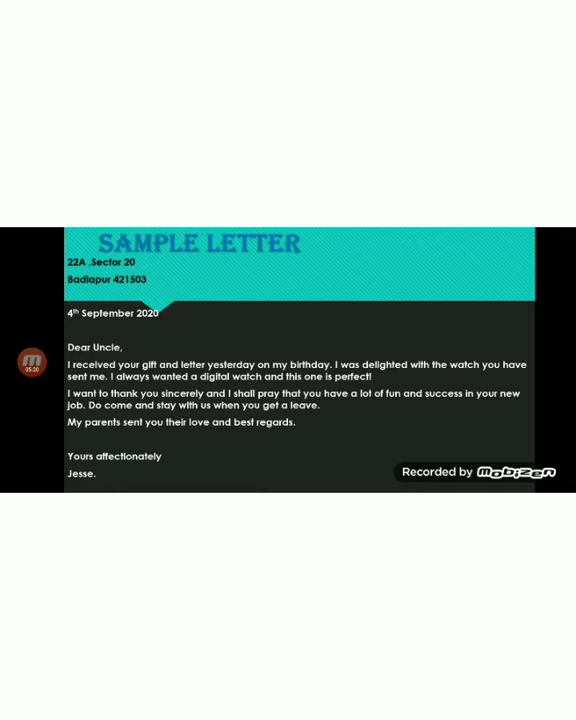 SAMPLE LETTER
22A ,Sector 20
Badlapur 421503
4th September 2020
Dear Uncle,
I received your gift and letter yesterday on my birthday. I was delighted with the watch you have
sent me. I always wanted a digital watch and this one is perfect!
I want to thank you sincerely and I shall pray that you have a lot of fun and success in your new
job. Do come and stay with us when you get a leave.
My parents sent you their love and best regards.
Yours affectionately
Jesse.
05:20
Recorded by mobizen